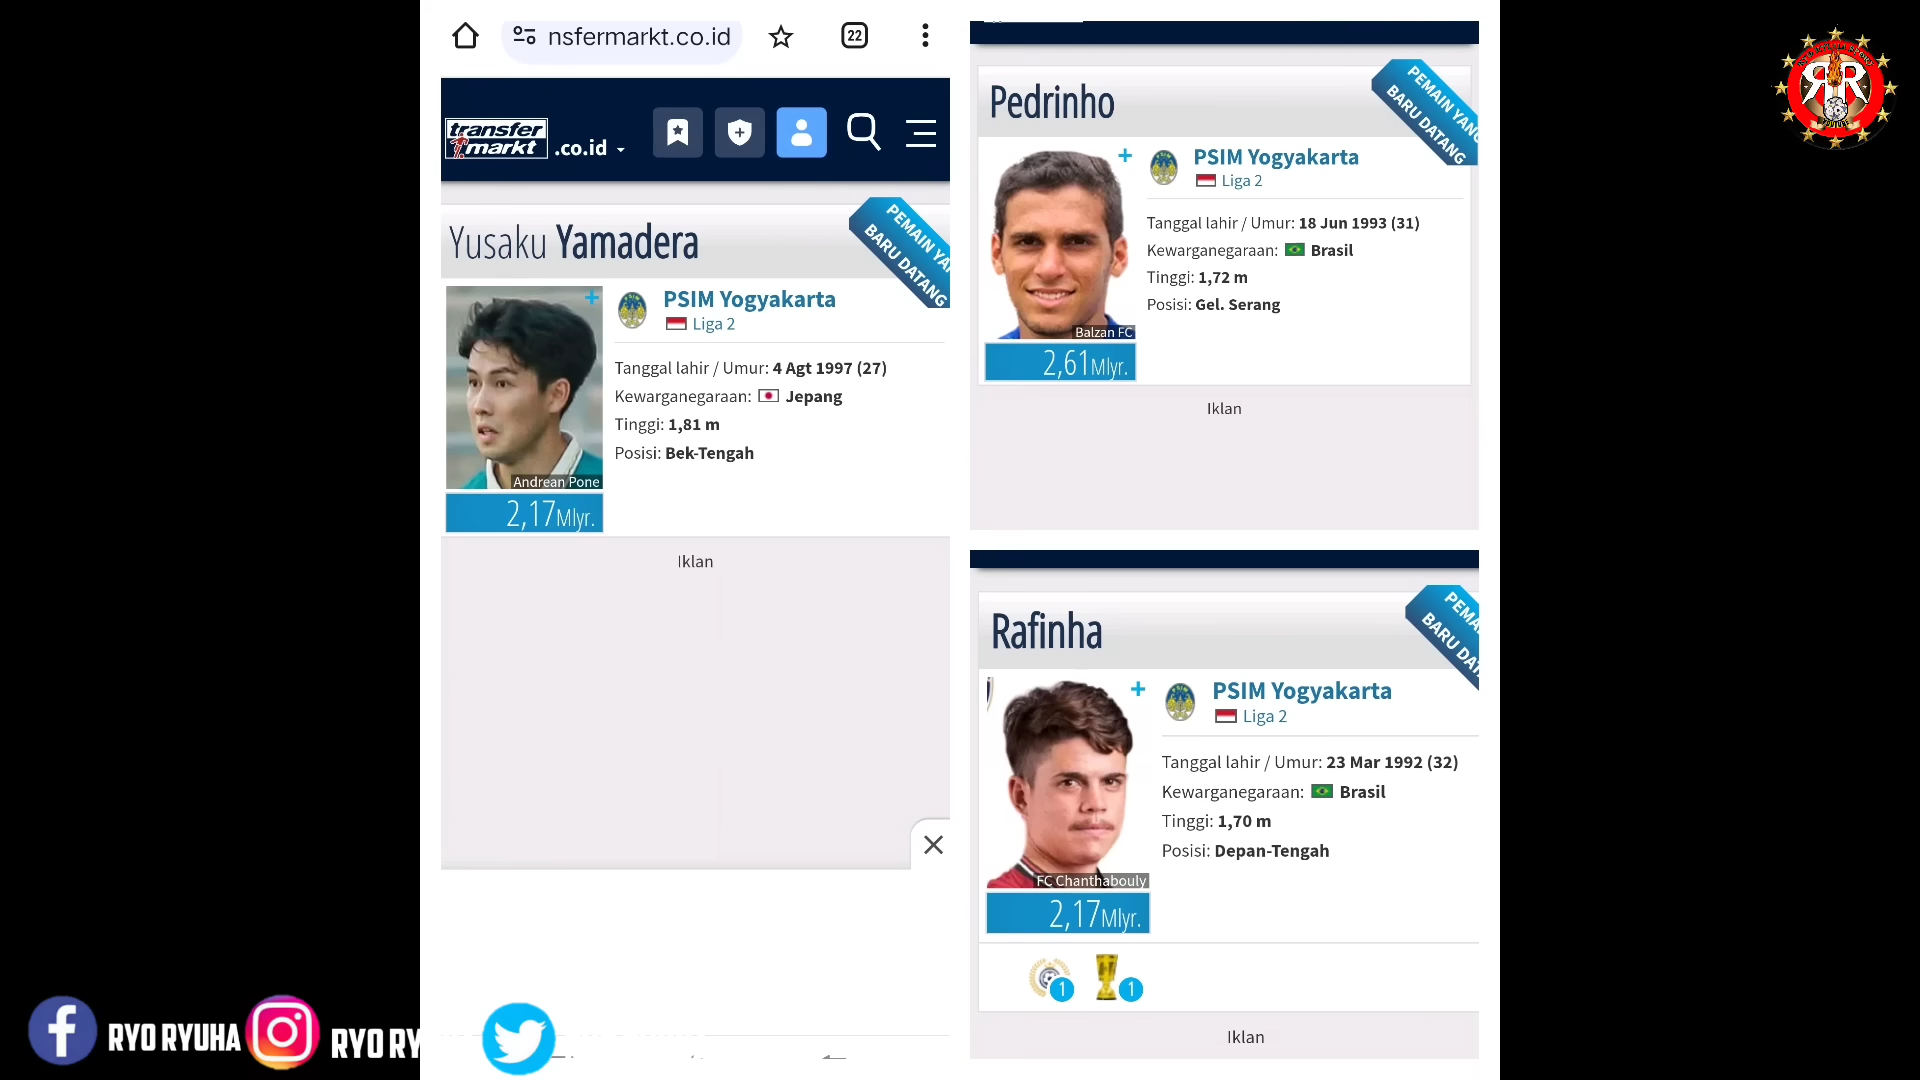 nsfermarkt.co.id
22
transfer
markt
.co.id
Yusaku Yamadera
PEMAIN YA
BARU DATANG
PSIM Yogyakarta
Liga 2
Tanggal lahir / Umur: 4 Agt 1997 (27)
Kewarganegaraan: Jepang
Tinggi: 1,81 m
Posisi: Bek-Tengah
Andrean Pone
2,17 Mlyr.
Iklan
Pedrinho
PEMAIN YANG
BARU DATANG
PSIM Yogyakarta
Liga 2
Tanggal lahir / Umur: 18 Jun 1993 (31)
Kewarganegaraan: Brasil
Tinggi: 1,72 m
Posisi: Gel. Serang
Balzan FC
2,61 Mlyr.
Iklan
Rafinha
PEMA
BARU DATA
PSIM Yogyakarta
Liga 2
Tanggal lahir / Umur: 23 Mar 1992 (32)
Kewarganegaraan: Brasil
Tinggi: 1,70 m
Posisi: Depan-Tengah
FC Chanthabouly
2,17 Mlyr.
1
1
Iklan
RYO RYUHA
RYO RY